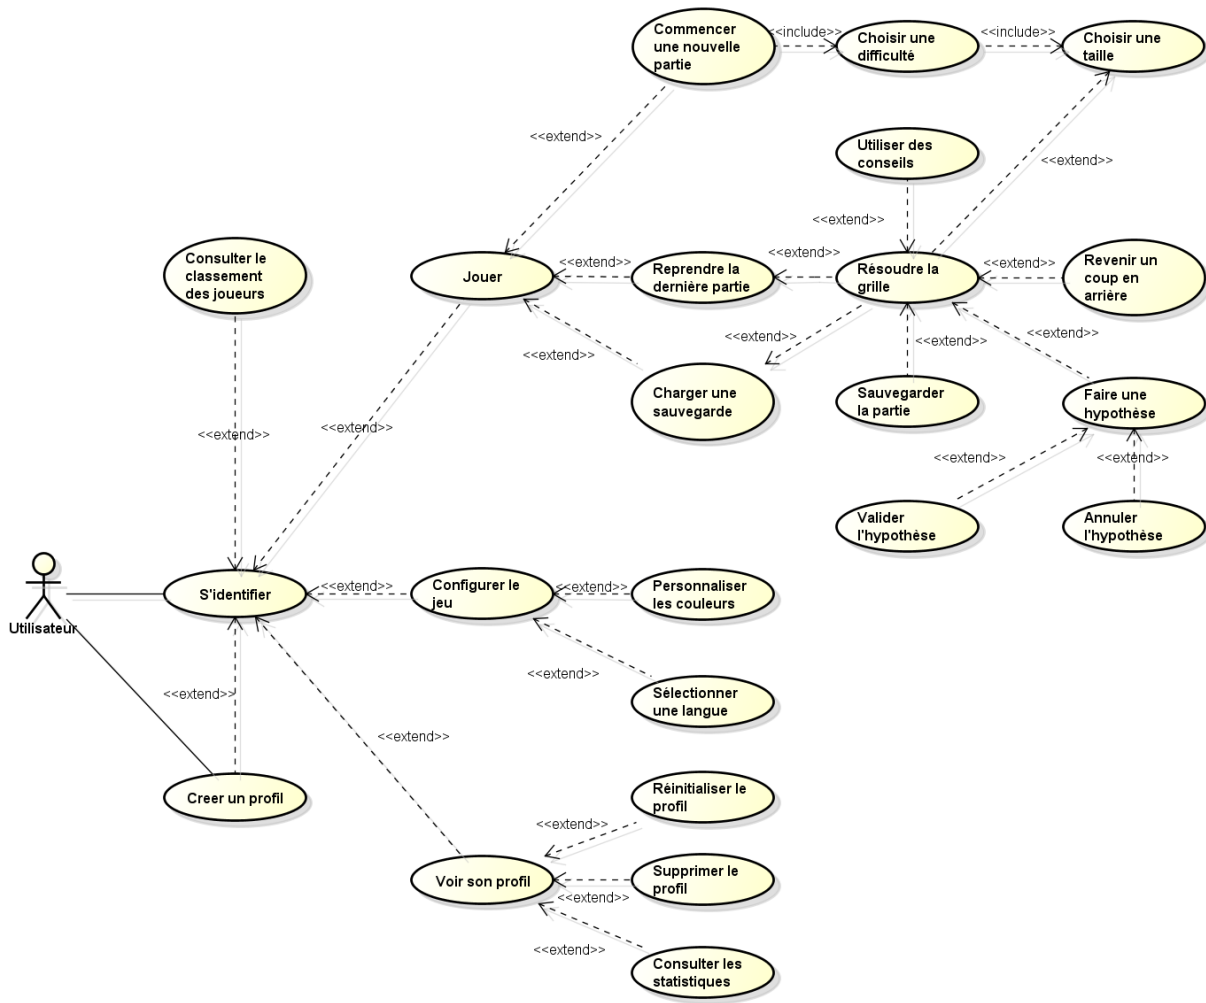 Commencer
une nouvelle
partie
<<include>>
Choisir une
difficulté
<<include>>
Choisir une
taille
<<extend>>
Utiliser des
conseils
<<extend>>
<<extend>>
Consulter le
classement
des joueurs
Jouer
<<extend>>
Reprendre la
dernière partie
<<extend>>
Résoudre la
grille
<<extend>>
Revenir un
coup en
arrière
<<extend>>
<<extend>>
<<extend>>
<<extend>>
Charger une
sauvegarde
Sauvegarder
la partie
Faire une
hypothèse
<<extend>>
<<extend>>
<<extend>>
<<extend>>
Valider
l'hypothèse
Annuler
l'hypothèse
Utilisateur
S'identifier
<<extend>>
Configurer le
jeu
<<extend>>
Personnaliser
les couleurs
<<extend>>
<<extend>>
Sélectionner
une langue
<<extend>>
Creer un profil
Réinitialiser le
profil
<<extend>>
Voir son profil
Supprimer le
profil
<<extend>>
<<extend>>
Consulter les
statistiques